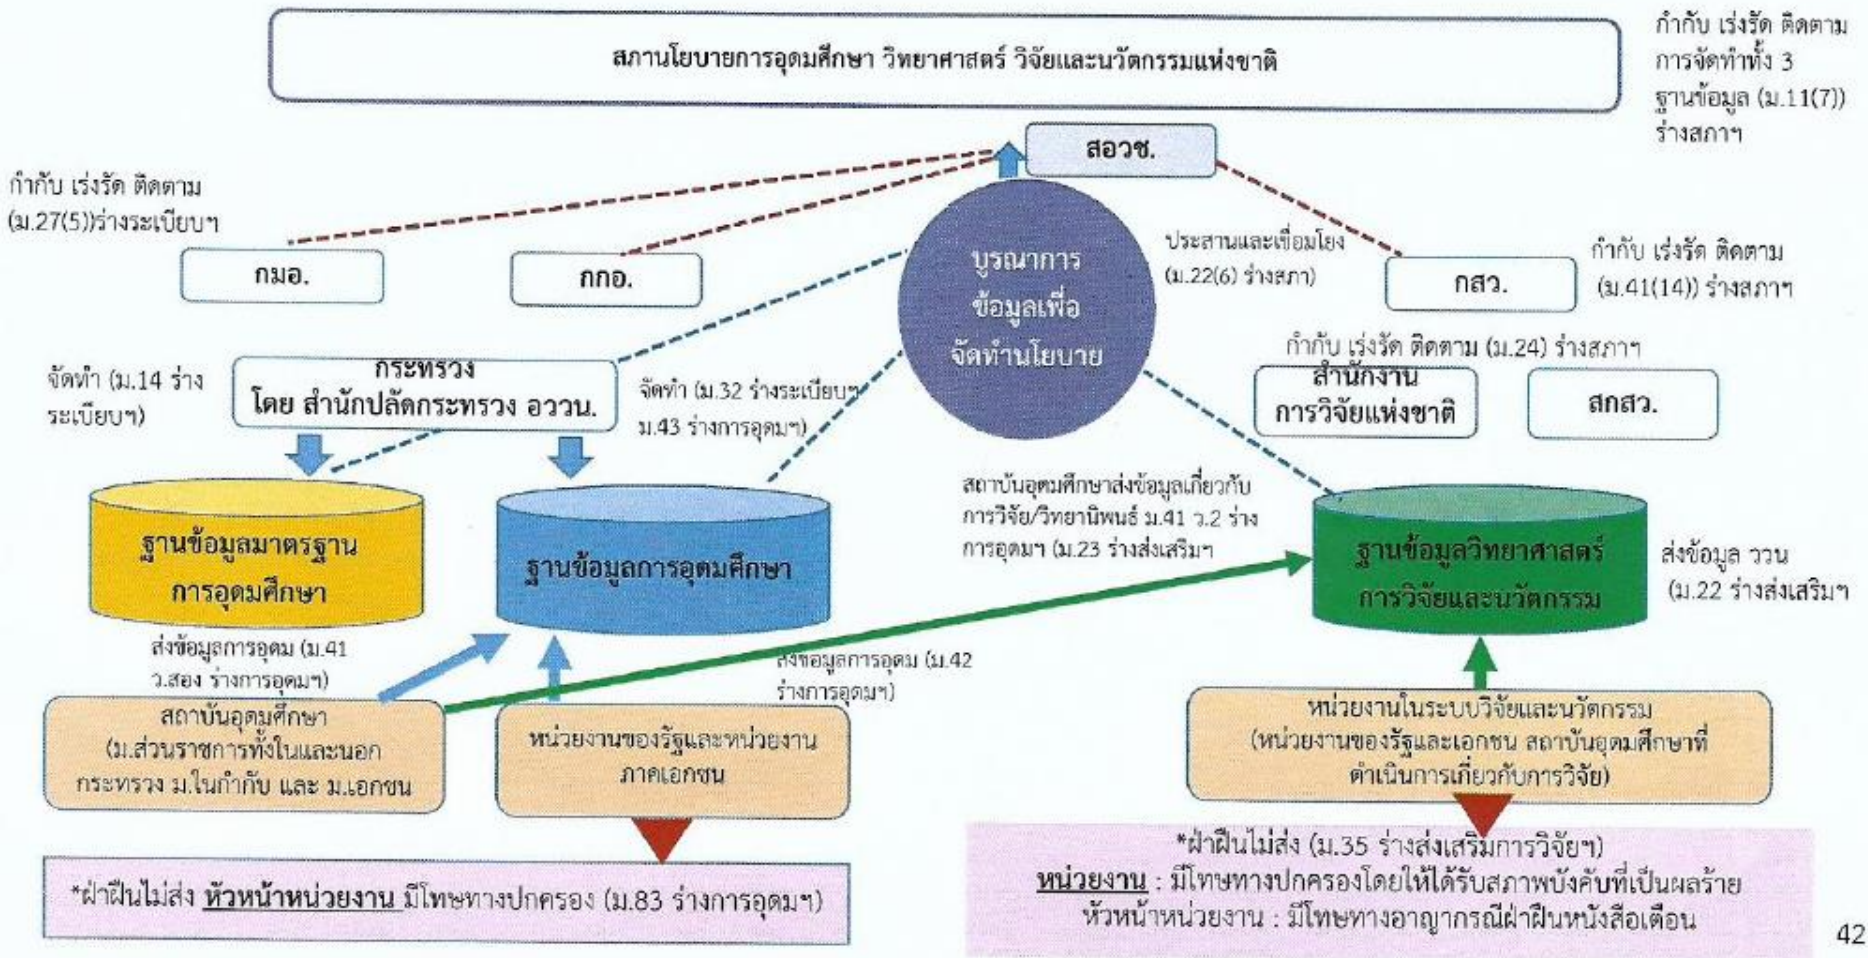 สภานโยบายการอุดมศึกษา วิทยาศาสตร์ วิจัยและนวัตกรรมแห่งชาติ
กำกับ เร่งรัด ติดตาม
การจัดทำทั้ง 3
ฐานข้อมูล (ม.11(7))
ร่างสภาฯ
สอวช.
กำกับ เร่งรัด ติดตาม
(ม.27(5))ร่างระเบียบฯ
กมอ.
กกอ.
บูรณาการ
ข้อมูลเพื่อ
จัดทำนโยบาย
ประสานและเชื่อมโยง
(ม.22(6) ร่างสภา)
กสว.
กำกับ เร่งรัด ติดตาม
(ม.41(14)) ร่างสภาฯ
จัดทำ (ม.14 ร่าง
ระเบียบฯ)
กระทรวง
โดย สำนักปลัดกระทรวง อววน.
จัดทำ (ม.32 ร่างระเบียบฯ
ม.43 ร่างการอุดมฯ)
กำกับ เร่งรัด ติดตาม (ม.24) ร่างสภาฯ
สำนักงาน
การวิจัยแห่งชาติ
สกสว.
ฐานข้อมูลมาตรฐาน
การอุดมศึกษา
ฐานข้อมูลการอุดมศึกษา
สถาบันอุดมศึกษาส่งข้อมูลเกี่ยวกับ
การวิจัย/วิทยานิพนธ์ ม.41 ว.2 ร่าง
การอุดมฯ (ม.23 ร่างส่งเสริมฯ
ฐานข้อมูลวิทยาศาสตร์
การวิจัยและนวัตกรรม
ส่งข้อมูล ววน
(ม.22 ร่างส่งเสริมฯ
ส่งข้อมูลการอุดม (ม.41
ว.สอง ร่างการอุดมฯ)
ส่งข้อมูลการอุดม (ม.42
ร่างการอุดมฯ)
สถาบันอุดมศึกษา
(ม.ส่วนราชการทั้งในและนอก
กระทรวง ม.ในกำกับ และ ม.เอกชน
หน่วยงานของรัฐและหน่วยงาน
ภาคเอกชน
หน่วยงานในระบบวิจัยและนวัตกรรม
(หน่วยงานของรัฐและเอกชน สถาบันอุดมศึกษาที่
ดำเนินการเกี่ยวกับการวิจัย)
*ฝ่าฝืนไม่ส่ง หัวหน้าหน่วยงาน มีโทษทางปกครอง (ม.83 ร่างการอุดมฯ)
*ฝ่าฝืนไม่ส่ง (ม.35 ร่างส่งเสริมการวิจัยฯ)
หน่วยงาน : มีโทษทางปกครองโดยให้ได้รับสภาพบังคับที่เป็นผลร้าย
หัวหน้าหน่วยงาน : มีโทษทางอาญากรณีฝ่าฝืนหนังสือเตือน
42